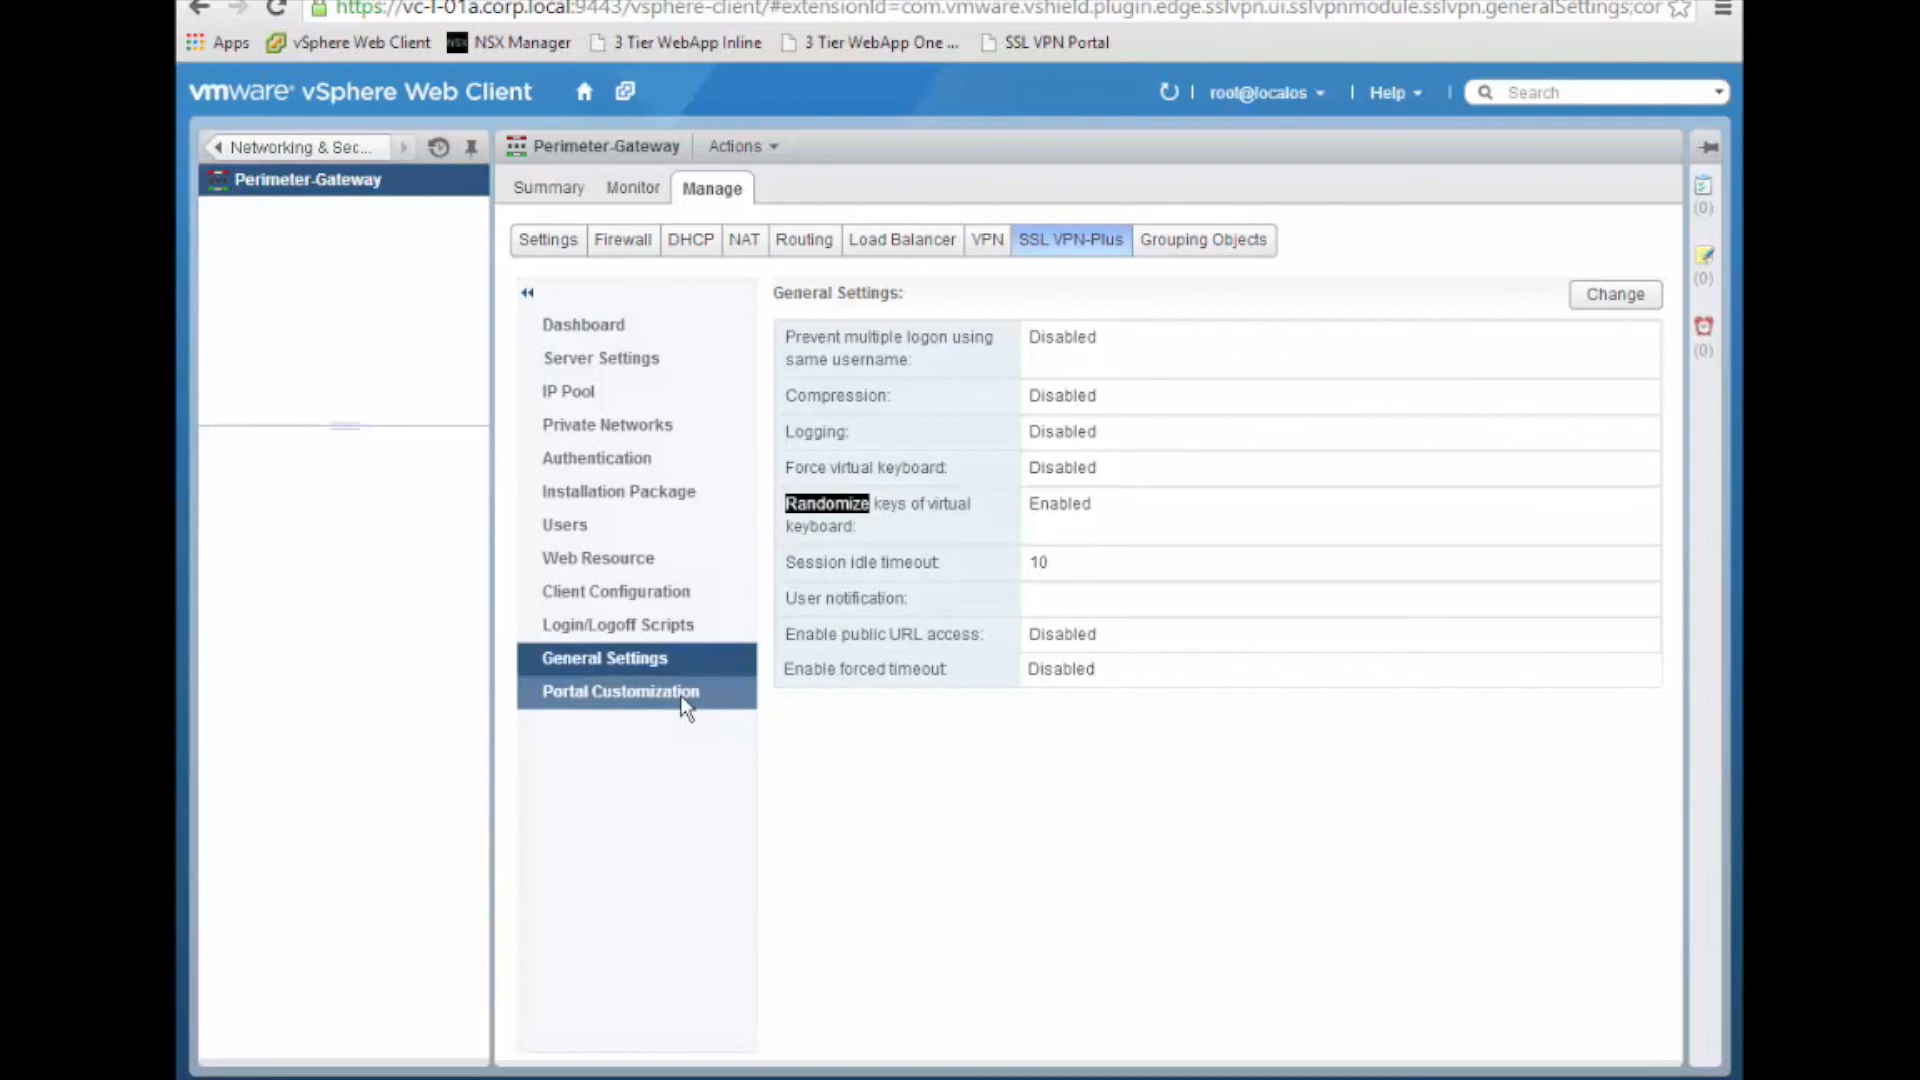 https://vc-l-01a.corp.local:9443/vsphere-client/#extensionId=com.vmware.vshield.plugin.edge.sslvpn.ui.sslvpnmodule.sslvpn.generalSettings;cor
Apps vSphere Web Client NSX NSX Manager 3 Tier WebApp Inline 3 Tier WebApp One ... SSL VPN Portal
vmware vSphere Web Client root@localos Help Search
Networking & Sec... Perimeter-Gateway Actions
Perimeter-Gateway
Summary Monitor Manage
(0)
Settings Firewall DHCP NAT Routing Load Balancer VPN SSL VPN-Plus Grouping Objects
(0)
General Settings: Change
Dashboard
Server Settings
IP Pool
Private Networks
Authentication
Installation Package
Users
Web Resource
Client Configuration
Login/Logoff Scripts
General Settings
Portal Customization
Prevent multiple logon using same username: Disabled
Compression: Disabled
Logging: Disabled
Force virtual keyboard: Disabled
Randomize keys of virtual keyboard: Enabled
Session idle timeout: 10
User notification:
Enable public URL access: Disabled
Enable forced timeout: Disabled
(0)